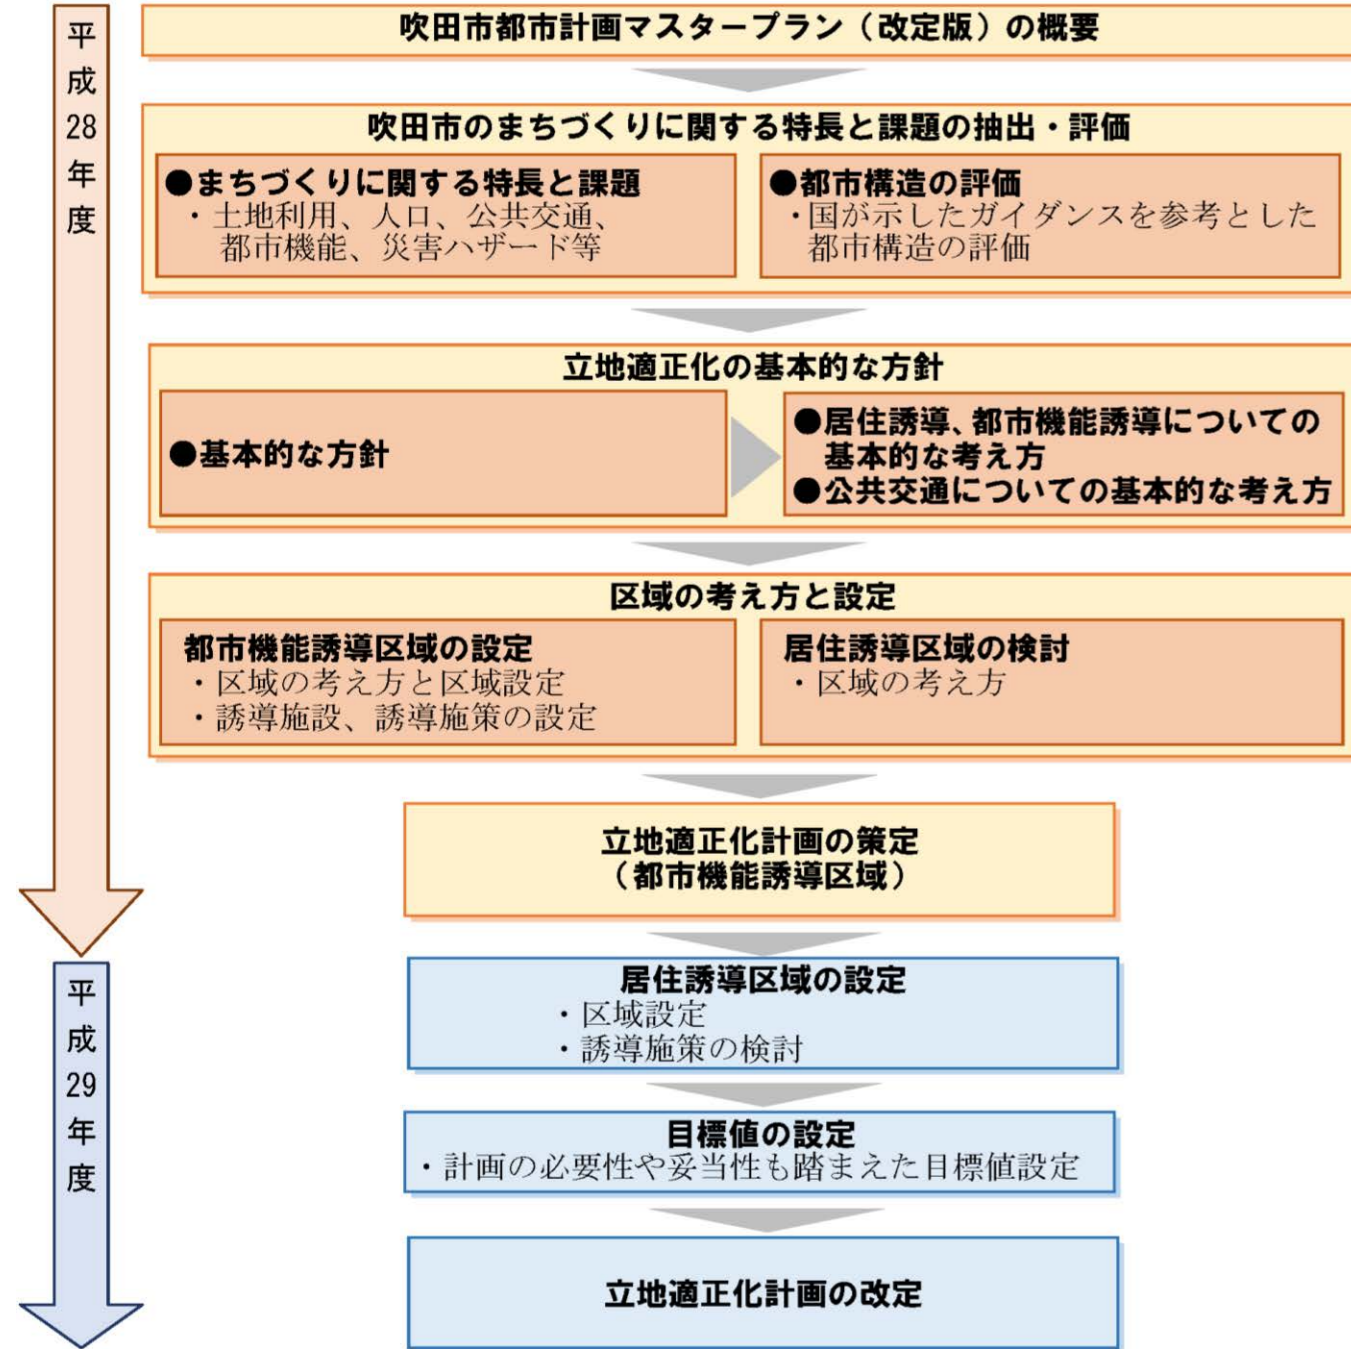 平成28年度
吹田市都市計画マスタープラン（改定版）の概要
吹田市のまちづくりに関する特長と課題の抽出・評価
●まちづくりに関する特長と課題
・土地利用、人口、公共交通、
都市機能、災害ハザード等
●都市構造の評価
・国が示したガイダンスを参考とした
都市構造の評価
立地適正化の基本的な方針
●基本的な方針
●居住誘導、都市機能誘導についての
基本的な考え方
●公共交通についての基本的な考え方
区域の考え方と設定
都市機能誘導区域の設定
・区域の考え方と区域設定
・誘導施設、誘導施策の設定
居住誘導区域の検討
・区域の考え方
立地適正化計画の策定
（都市機能誘導区域）
平成29年度
居住誘導区域の設定
・区域設定
・誘導施策の検討
目標値の設定
・計画の必要性や妥当性も踏まえた目標値設定
立地適正化計画の改定